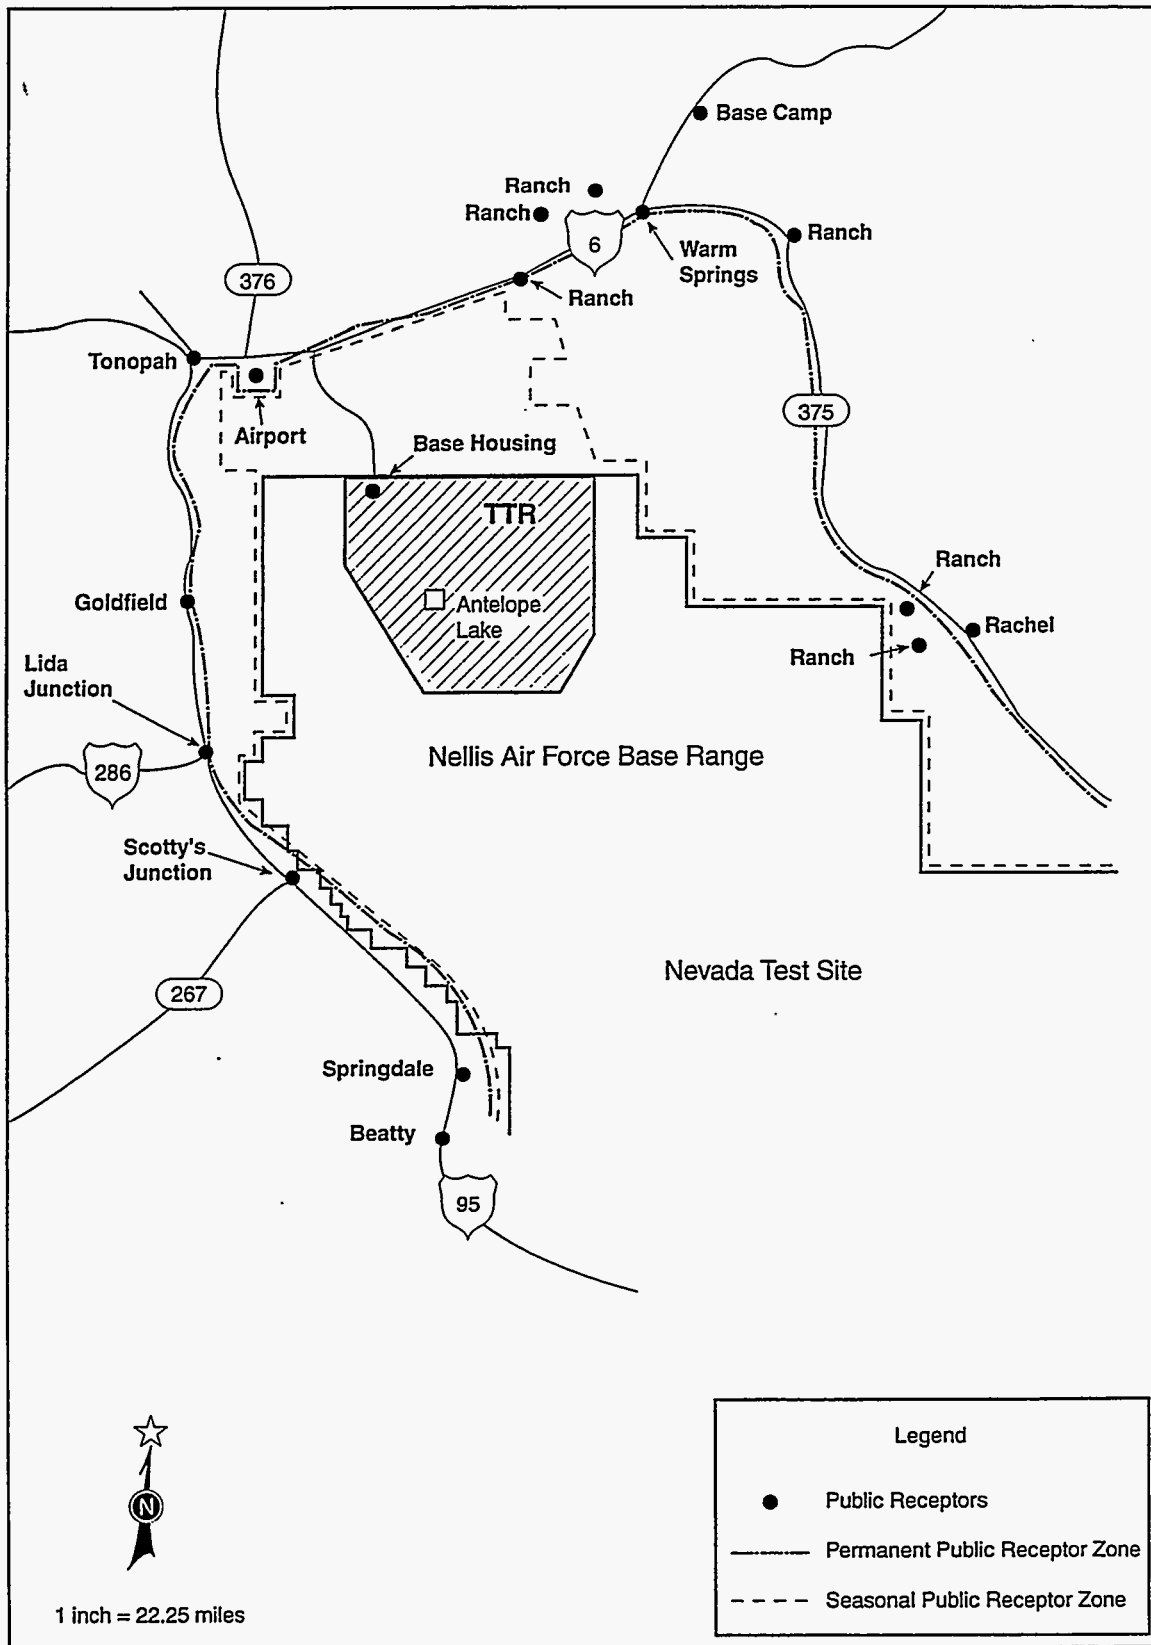 Base Camp
Ranch
Ranch
6
Ranch
Warm
Springs
376
Ranch
Tonopah
375
Airport
Base Housing
TTR
Ranch
Goldfield
Antelope
Lake
Rachel
Ranch
Lida
Junction
286
Nellis Air Force Base Range
Scotty's
Junction
Nevada Test Site
267
Springdale
Beatty
95
Legend
Public Receptors
Permanent Public Receptor Zone
Seasonal Public Receptor Zone
N
1 inch = 22.25 miles